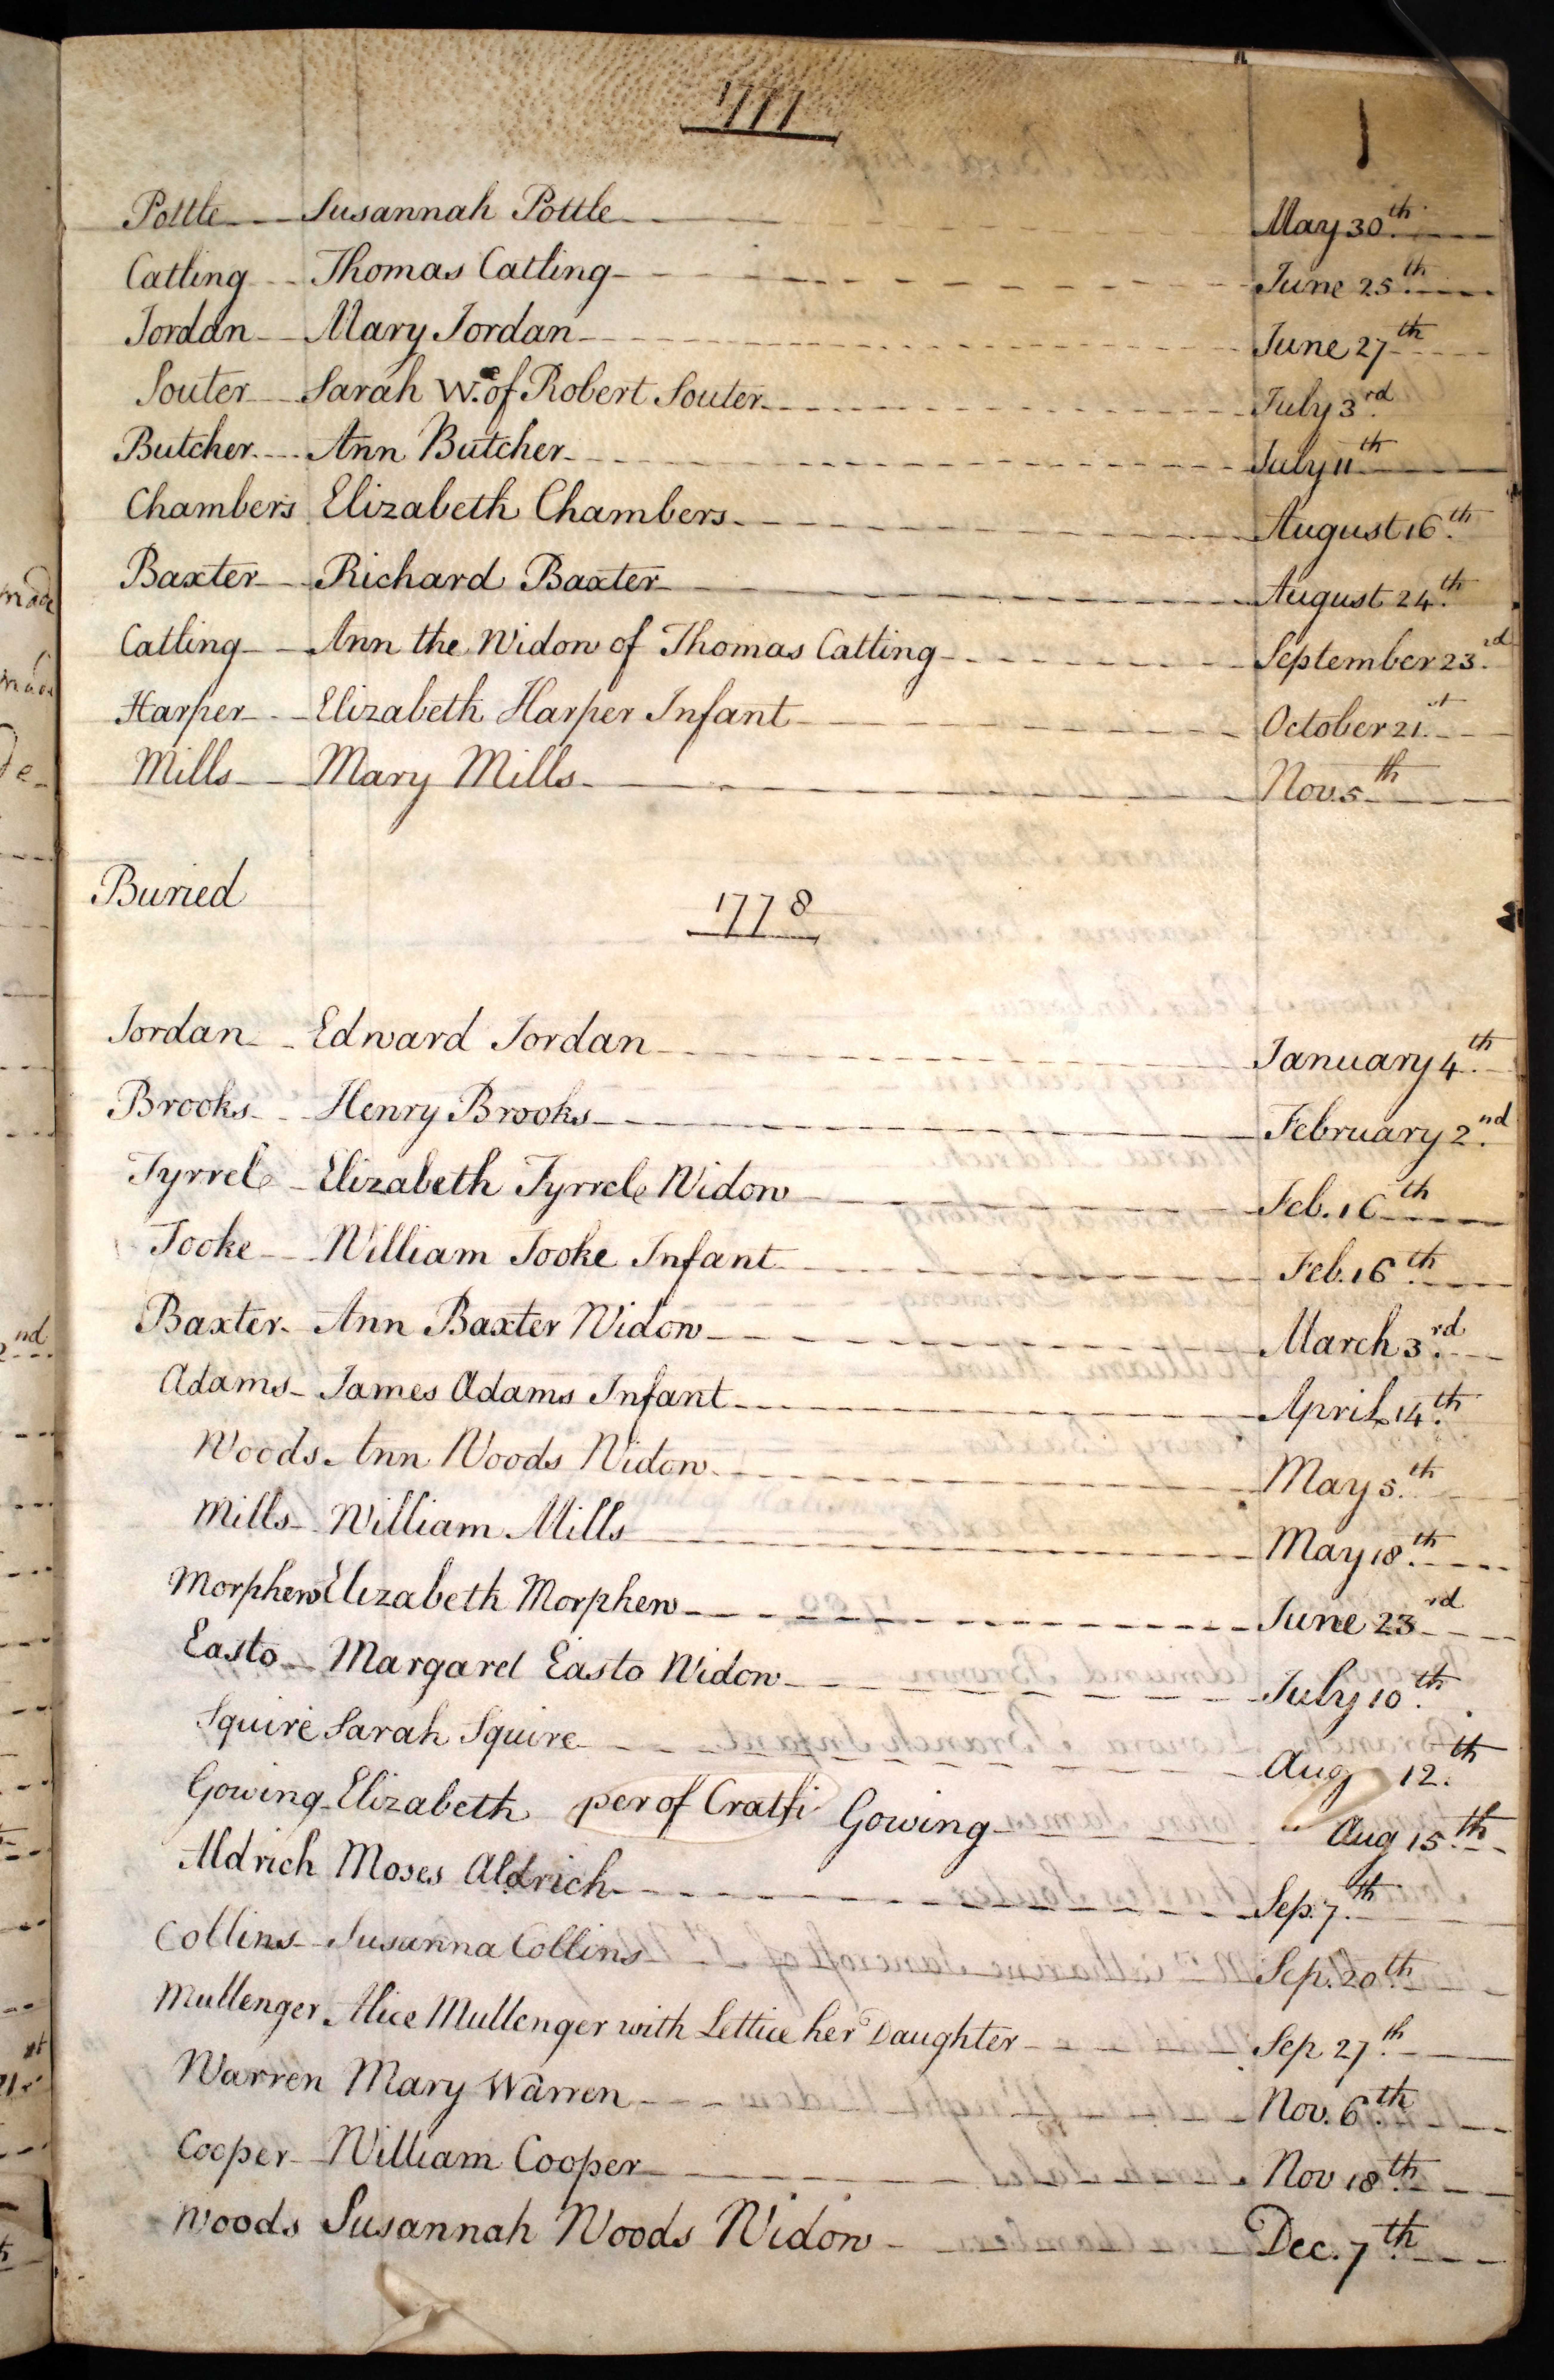 1777
1
Pottle Susannah Pottle May 30th
Catling Thomas Catling June 25th
Jordan Mary Jordan June 27th
Souter Sarah W.e of Robert Souter July 3rd
Butcher Ann Butcher July 11th
Chambers Elizabeth Chambers August 16th
Baxter Richard Baxter August 24th
Catling Ann the Widow of Thomas Catling September 23rd
Harper Elizabeth Harper Infant October 21st
Mills Mary Mills Nov. 5th
Buried
1778
Jordan Edward Jordan January 4th
Brooks Henry Brooks February 2nd
Tyrrel Elizabeth Tyrrel Widow Feb. 16th
Tooke William Tooke Infant Feb. 16th
Baxter Ann Baxter Widow March 3rd
Adams James Adams Infant April 14th
Woods Ann Woods Widow May 5th
Mills William Mills May 18th
Morphew Elizabeth Morphew June 23rd
Easto Margaret Easto Widow July 10th
Squire Sarah Squire Aug 12th
Gowing Elizabeth per of Cratfi Gowing Aug 15th
Aldrich Moses Aldrich Sep. 7th
Collins Susanna Collins Sep. 20th
Mullenger Alice Mullenger with Lettice her Daughter Sep 27th
Warren Mary Warren Nov. 6th
Cooper William Cooper Nov 18th
Woods Susannah Woods Widow Dec. 7th